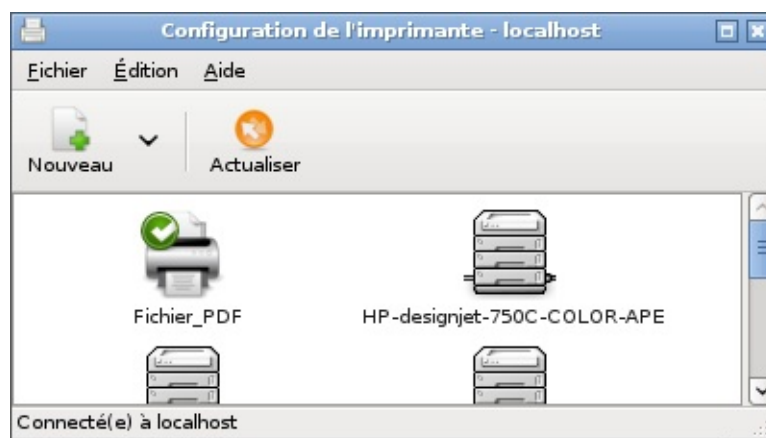 Configuration de l'imprimante - localhost
Fichier Édition Aide
Nouveau Actualiser
Fichier_PDF HP-designjet-750C-COLOR-APE
Connecté(e) à localhost